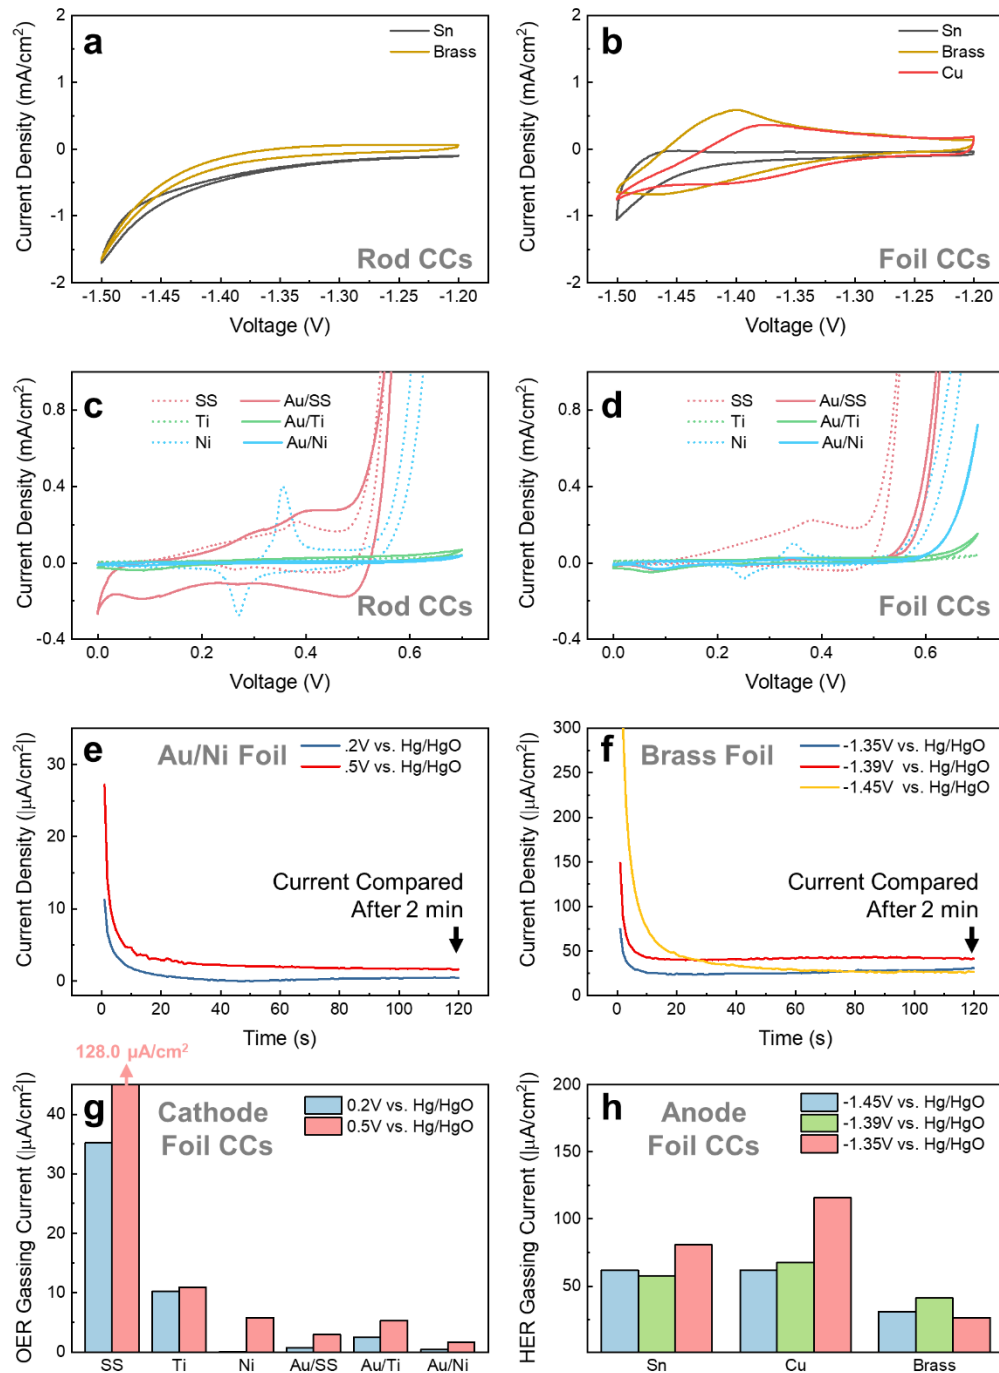 a
Sn
Brass
Rod CCs
Current Density (mA/cm²)
2
1
0
-1
-2
-1.50
-1.45
-1.40
-1.35
-1.30
-1.25
-1.20
Voltage (V)
b
Sn
Brass
Cu
Foil CCs
Current Density (mA/cm²)
2
1
0
-1
-2
-1.50
-1.45
-1.40
-1.35
-1.30
-1.25
-1.20
Voltage (V)
c
SS
Ti
Ni
Au/SS
Au/Ti
Au/Ni
Rod CCs
Current Density (mA/cm²)
0.8
0.4
0.0
-0.4
0.0
0.2
0.4
0.6
Voltage (V)
d
SS
Ti
Ni
Au/SS
Au/Ti
Au/Ni
Foil CCs
Current Density (mA/cm²)
0.8
0.4
0.0
-0.4
0.0
0.2
0.4
0.6
Voltage (V)
e
Au/Ni Foil
.2V vs. Hg/HgO
.5V vs. Hg/HgO
Current Compared
After 2 min
Current Density (|µA/cm²|)
30
20
10
0
0
20
40
60
80
100
120
Time (s)
f
Brass Foil
-1.35V vs. Hg/HgO
-1.39V vs. Hg/HgO
-1.45V vs. Hg/HgO
Current Compared
After 2 min
Current Density (|µA/cm²|)
300
250
200
150
100
50
0
0
20
40
60
80
100
120
Time (s)
128.0 µA/cm²
g
Cathode
Foil CCs
0.2V vs. Hg/HgO
0.5V vs. Hg/HgO
OER Gassing Current (|µA/cm²|)
40
30
20
10
0
SS
Ti
Ni
Au/SS
Au/Ti
Au/Ni
h
Anode
Foil CCs
-1.45V vs. Hg/HgO
-1.39V vs. Hg/HgO
-1.35V vs. Hg/HgO
HER Gassing Current (|µA/cm²|)
200
150
100
50
Sn
Cu
Brass